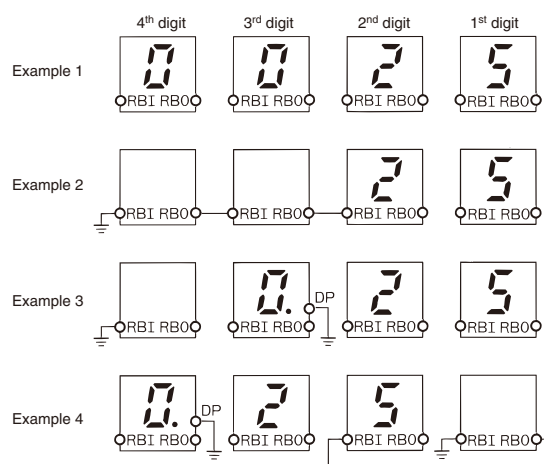 4th digit 3rd digit 2nd digit 1st digit
Example 1
0 0 2 5
RBI RBO RBI RBO RBI RBO RBI RBO
Example 2
2 5
RBI RBO RBI RBO RBI RBO RBI RBO
Example 3
0. DP 2 5
RBI RBO RBI RBO RBI RBO RBI RBO
Example 4
0. DP 2 5
RBI RBO RBI RBO RBI RBO RBI RBO